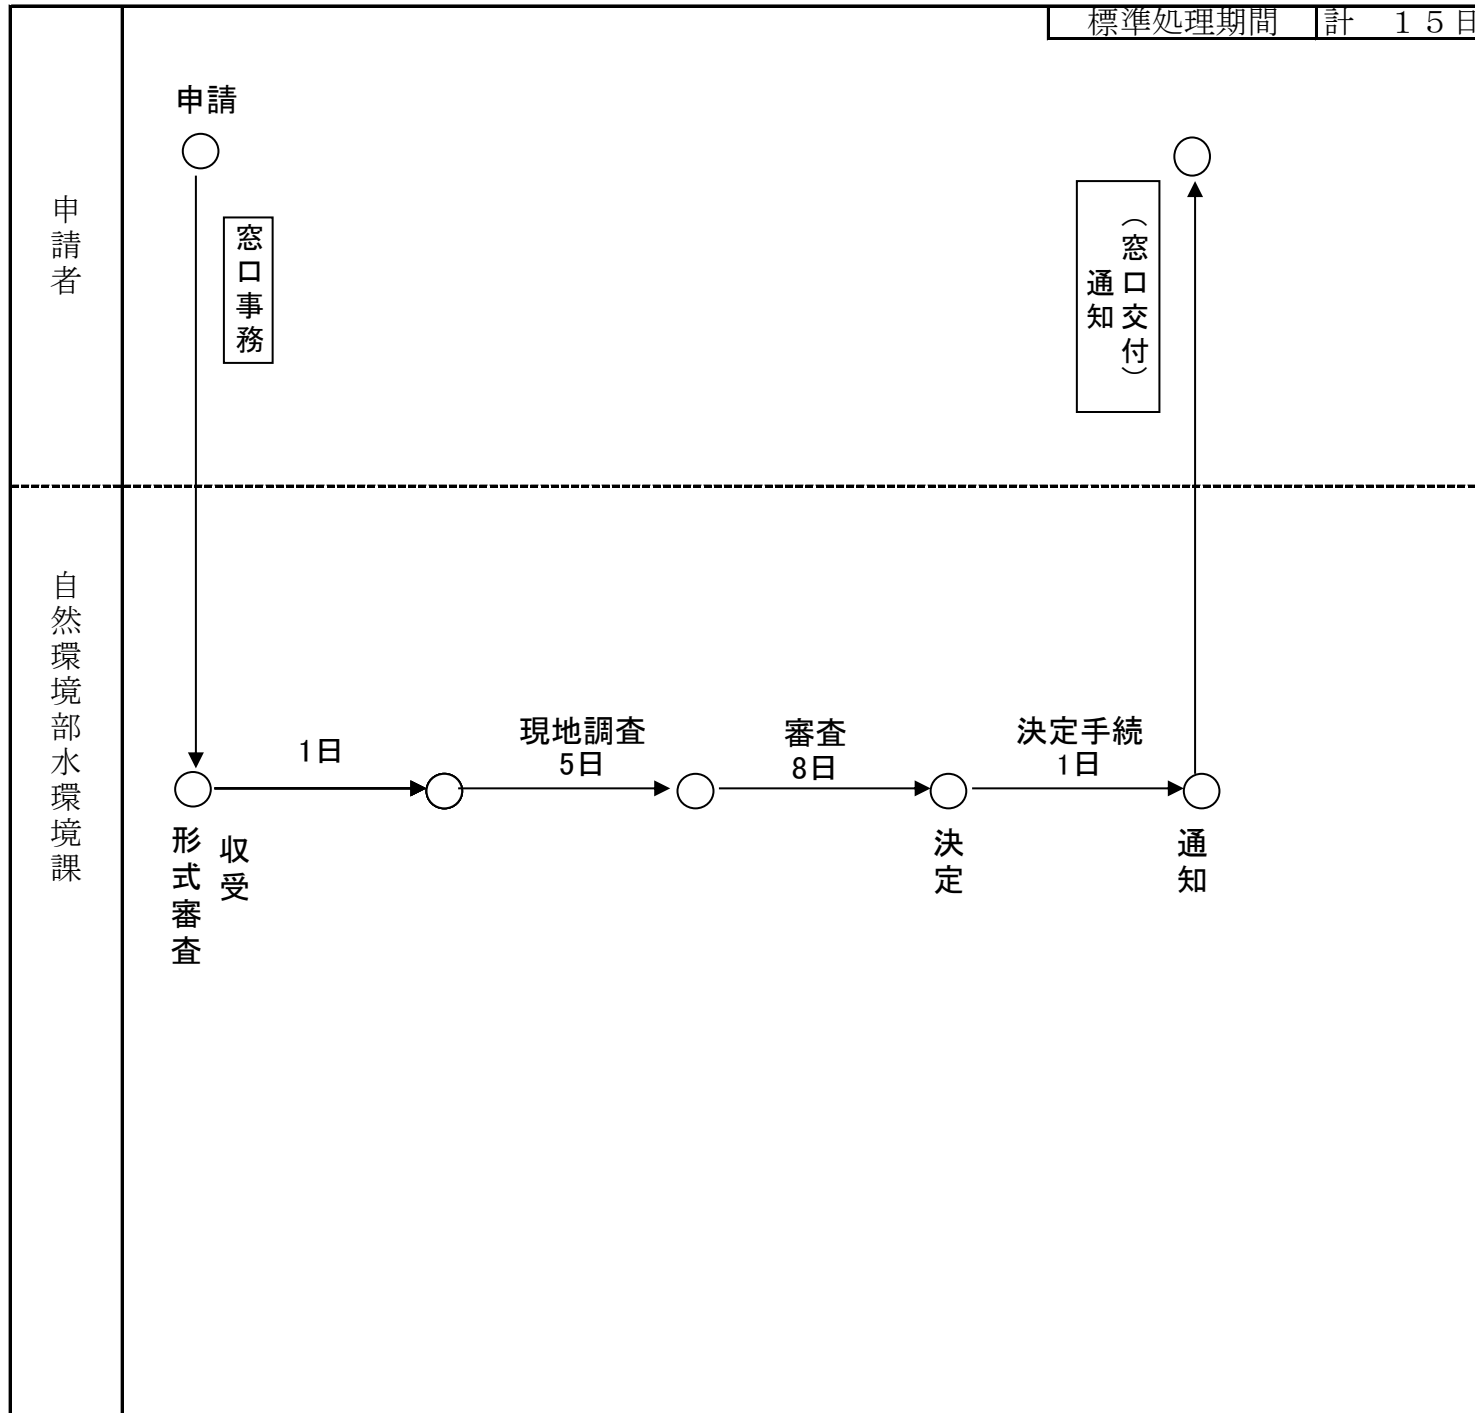 標準処理期間 計　１５日
申請者
申請
窓口事務
（窓口交付）
通知
自然環境部水環境課
1日
現地調査
5日
審査
8日
決定手続
1日
収受
形式審査
決定
通知